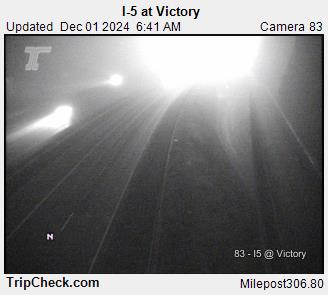 I-5 at Victory
Updated Dec 01 2024 6:41 AM Camera 83
T
N
83 - I5 @ Victory
TripCheck.com Milepost306.80